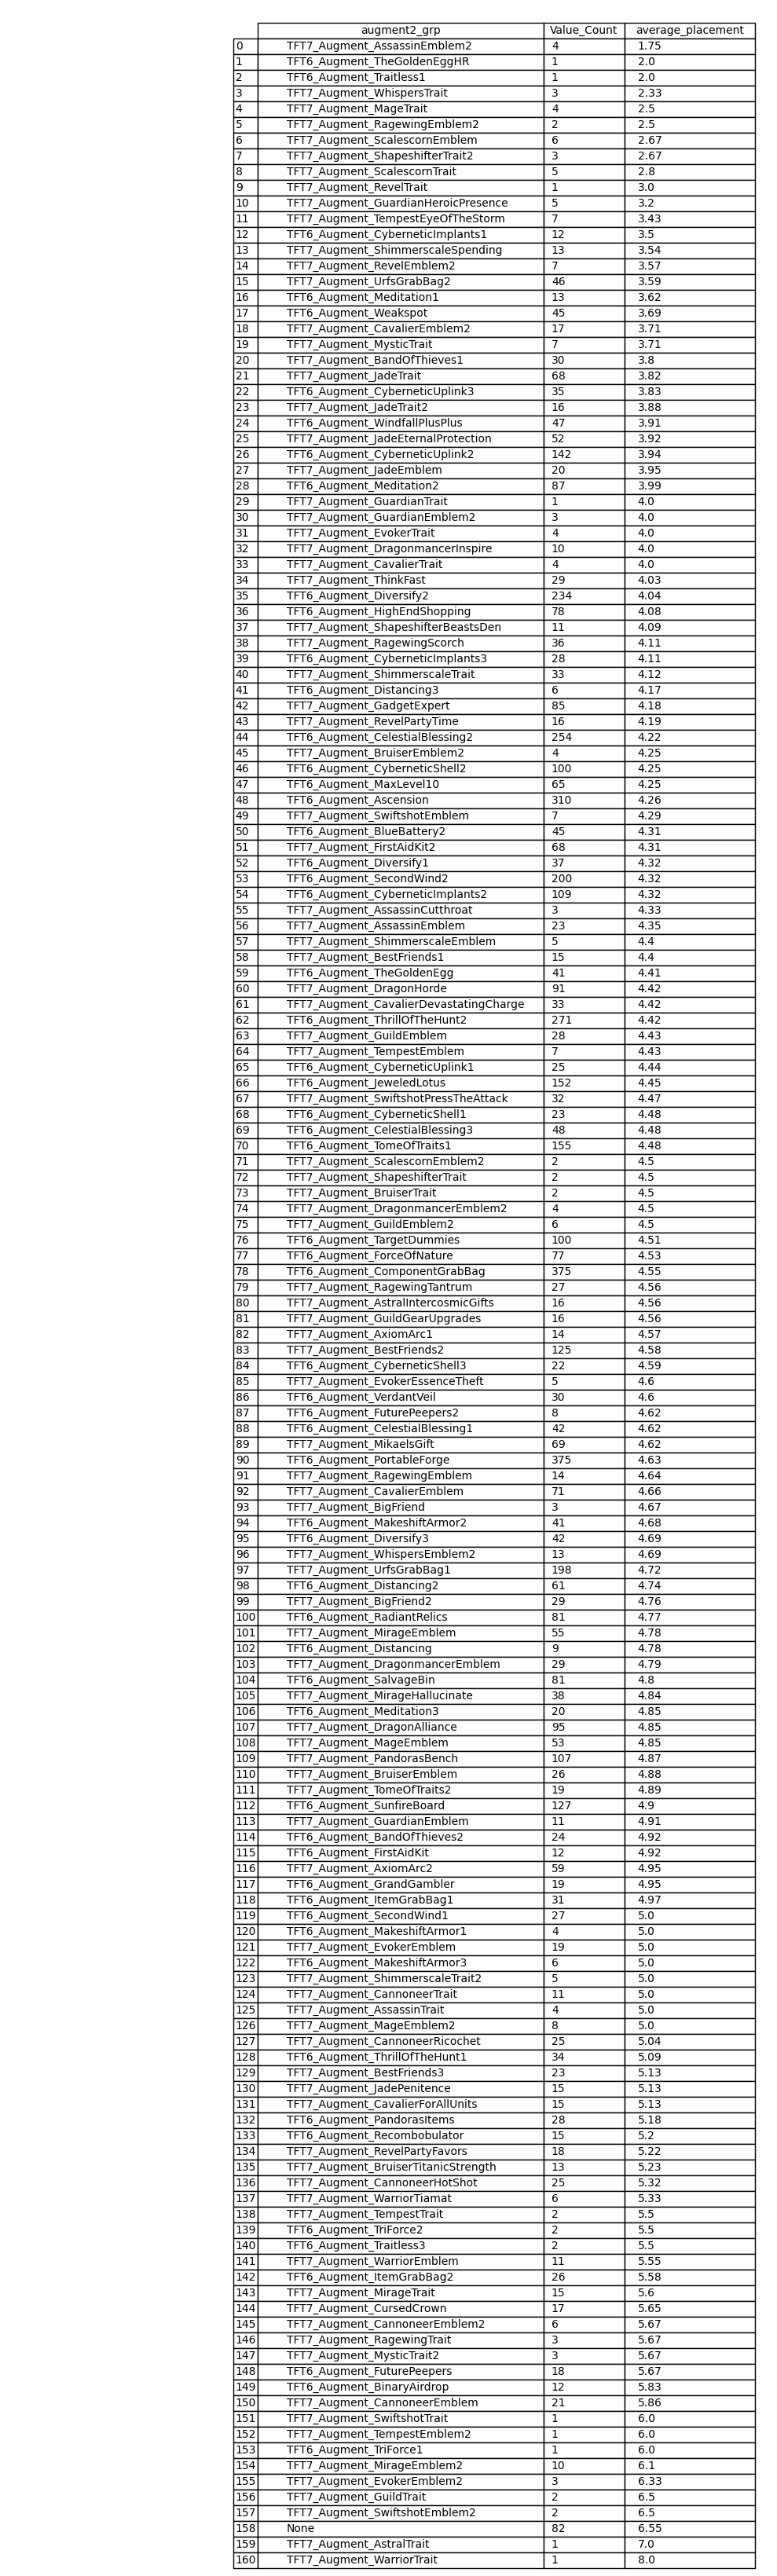 augment2_grp Value_Count average_placement
0 TFT7_Augment_AssassinEmblem2 4 1.75
1 TFT6_Augment_TheGoldenEggHR 1 2.0
2 TFT6_Augment_Traitless1 1 2.0
3 TFT7_Augment_WhispersTrait 3 2.33
4 TFT7_Augment_MageTrait 4 2.5
5 TFT7_Augment_RagewingEmblem2 2 2.5
6 TFT7_Augment_ScalescornEmblem 6 2.67
7 TFT7_Augment_ShapeshifterTrait2 3 2.67
8 TFT7_Augment_ScalescornTrait 5 2.8
9 TFT7_Augment_RevelTrait 1 3.0
10 TFT7_Augment_GuardianHeroicPresence 5 3.2
11 TFT7_Augment_TempestEyeOfTheStorm 7 3.43
12 TFT6_Augment_CyberneticImplants1 12 3.5
13 TFT7_Augment_ShimmerscaleSpending 13 3.54
14 TFT7_Augment_RevelEmblem2 7 3.57
15 TFT7_Augment_UrfsGrabBag2 46 3.59
16 TFT6_Augment_Meditation1 13 3.62
17 TFT6_Augment_Weakspot 45 3.69
18 TFT7_Augment_CavalierEmblem2 17 3.71
19 TFT7_Augment_MysticTrait 7 3.71
20 TFT7_Augment_BandOfThieves1 30 3.8
21 TFT7_Augment_JadeTrait 68 3.82
22 TFT6_Augment_CyberneticUplink3 35 3.83
23 TFT7_Augment_JadeTrait2 16 3.88
24 TFT6_Augment_WindfallPlusPlus 47 3.91
25 TFT7_Augment_JadeEternalProtection 52 3.92
26 TFT6_Augment_CyberneticUplink2 142 3.94
27 TFT7_Augment_JadeEmblem 20 3.95
28 TFT6_Augment_Meditation2 87 3.99
29 TFT7_Augment_GuardianTrait 1 4.0
30 TFT7_Augment_GuardianEmblem2 3 4.0
31 TFT7_Augment_EvokerTrait 4 4.0
32 TFT7_Augment_DragonmancerInspire 10 4.0
33 TFT7_Augment_CavalierTrait 4 4.0
34 TFT7_Augment_ThinkFast 29 4.03
35 TFT6_Augment_Diversify2 234 4.04
36 TFT6_Augment_HighEndShopping 78 4.08
37 TFT7_Augment_ShapeshifterBeastsDen 11 4.09
38 TFT7_Augment_RagewingScorch 36 4.11
39 TFT6_Augment_CyberneticImplants3 28 4.11
40 TFT7_Augment_ShimmerscaleTrait 33 4.12
41 TFT6_Augment_Distancing3 6 4.17
42 TFT7_Augment_GadgetExpert 85 4.18
43 TFT7_Augment_RevelPartyTime 16 4.19
44 TFT6_Augment_CelestialBlessing2 254 4.22
45 TFT7_Augment_BruiserEmblem2 4 4.25
46 TFT6_Augment_CyberneticShell2 100 4.25
47 TFT7_Augment_MaxLevel10 65 4.25
48 TFT6_Augment_Ascension 310 4.26
49 TFT7_Augment_SwiftshotEmblem 7 4.29
50 TFT6_Augment_BlueBattery2 45 4.31
51 TFT7_Augment_FirstAidKit2 68 4.31
52 TFT6_Augment_Diversify1 37 4.32
53 TFT6_Augment_SecondWind2 200 4.32
54 TFT6_Augment_CyberneticImplants2 109 4.32
55 TFT7_Augment_AssassinCutthroat 3 4.33
56 TFT7_Augment_AssassinEmblem 23 4.35
57 TFT7_Augment_ShimmerscaleEmblem 5 4.4
58 TFT7_Augment_BestFriends1 15 4.4
59 TFT6_Augment_TheGoldenEgg 41 4.41
60 TFT7_Augment_DragonHorde 91 4.42
61 TFT7_Augment_CavalierDevastatingCharge 33 4.42
62 TFT6_Augment_ThrillOfTheHunt2 271 4.42
63 TFT7_Augment_GuildEmblem 28 4.43
64 TFT7_Augment_TempestEmblem 7 4.43
65 TFT6_Augment_CyberneticUplink1 25 4.44
66 TFT6_Augment_JeweledLotus 152 4.45
67 TFT7_Augment_SwiftshotPressTheAttack 32 4.47
68 TFT6_Augment_CyberneticShell1 23 4.48
69 TFT6_Augment_CelestialBlessing3 48 4.48
70 TFT6_Augment_TomeOfTraits1 155 4.48
71 TFT7_Augment_ScalescornEmblem2 2 4.5
72 TFT7_Augment_ShapeshifterTrait 2 4.5
73 TFT7_Augment_BruiserTrait 2 4.5
74 TFT7_Augment_DragonmancerEmblem2 4 4.5
75 TFT7_Augment_GuildEmblem2 6 4.5
76 TFT6_Augment_TargetDummies 100 4.51
77 TFT6_Augment_ForceOfNature 77 4.53
78 TFT6_Augment_ComponentGrabBag 375 4.55
79 TFT7_Augment_RagewingTantrum 27 4.56
80 TFT7_Augment_AstralIntercosmicGifts 16 4.56
81 TFT7_Augment_GuildGearUpgrades 16 4.56
82 TFT7_Augment_AxiomArc1 14 4.57
83 TFT7_Augment_BestFriends2 125 4.58
84 TFT6_Augment_CyberneticShell3 22 4.59
85 TFT7_Augment_EvokerEssenceTheft 5 4.6
86 TFT6_Augment_VerdantVeil 30 4.6
87 TFT6_Augment_FuturePeepers2 8 4.62
88 TFT6_Augment_CelestialBlessing1 42 4.62
89 TFT7_Augment_MikaelsGift 69 4.62
90 TFT6_Augment_PortableForge 375 4.63
91 TFT7_Augment_RagewingEmblem 14 4.64
92 TFT7_Augment_CavalierEmblem 71 4.66
93 TFT7_Augment_BigFriend 3 4.67
94 TFT6_Augment_MakeshiftArmor2 41 4.68
95 TFT6_Augment_Diversify3 42 4.69
96 TFT7_Augment_WhispersEmblem2 13 4.69
97 TFT7_Augment_UrfsGrabBag1 198 4.72
98 TFT6_Augment_Distancing2 61 4.74
99 TFT7_Augment_BigFriend2 29 4.76
100 TFT6_Augment_RadiantRelics 81 4.77
101 TFT7_Augment_MirageEmblem 55 4.78
102 TFT6_Augment_Distancing 9 4.78
103 TFT7_Augment_DragonmancerEmblem 29 4.79
104 TFT6_Augment_SalvageBin 81 4.8
105 TFT7_Augment_MirageHallucinate 38 4.84
106 TFT6_Augment_Meditation3 20 4.85
107 TFT7_Augment_DragonAlliance 95 4.85
108 TFT7_Augment_MageEmblem 53 4.85
109 TFT7_Augment_PandorasBench 107 4.87
110 TFT7_Augment_BruiserEmblem 26 4.88
111 TFT7_Augment_TomeOfTraits2 19 4.89
112 TFT6_Augment_SunfireBoard 127 4.9
113 TFT7_Augment_GuardianEmblem 11 4.91
114 TFT7_Augment_BandOfThieves2 24 4.92
115 TFT6_Augment_FirstAidKit 12 4.92
116 TFT7_Augment_AxiomArc2 59 4.95
117 TFT6_Augment_GrandGambler 19 4.95
118 TFT6_Augment_ItemGrabBag1 31 4.97
119 TFT6_Augment_SecondWind1 27 5.0
120 TFT6_Augment_MakeshiftArmor1 4 5.0
121 TFT7_Augment_EvokerEmblem 19 5.0
122 TFT6_Augment_MakeshiftArmor3 6 5.0
123 TFT7_Augment_ShimmerscaleTrait2 5 5.0
124 TFT7_Augment_CannoneerTrait 11 5.0
125 TFT7_Augment_AssassinTrait 4 5.0
126 TFT7_Augment_MageEmblem2 8 5.0
127 TFT7_Augment_CannoneerRicochet 25 5.04
128 TFT6_Augment_ThrillOfTheHunt1 34 5.09
129 TFT7_Augment_BestFriends3 23 5.13
130 TFT7_Augment_JadePenitence 15 5.13
131 TFT7_Augment_CavalierForAllUnits 15 5.13
132 TFT6_Augment_PandorasItems 28 5.18
133 TFT6_Augment_Recombobulator 15 5.2
134 TFT7_Augment_RevelPartyFavors 18 5.22
135 TFT7_Augment_BruiserTitanicStrength 13 5.23
136 TFT7_Augment_CannoneerHotShot 25 5.32
137 TFT7_Augment_WarriorTiamat 6 5.33
138 TFT7_Augment_TempestTrait 2 5.5
139 TFT6_Augment_TriForce2 2 5.5
140 TFT6_Augment_Traitless3 2 5.5
141 TFT7_Augment_WarriorEmblem 11 5.55
142 TFT6_Augment_ItemGrabBag2 26 5.58
143 TFT7_Augment_MirageTrait 15 5.6
144 TFT7_Augment_CursedCrown 17 5.65
145 TFT7_Augment_CannoneerEmblem2 6 5.67
146 TFT7_Augment_RagewingTrait 3 5.67
147 TFT7_Augment_MysticTrait2 3 5.67
148 TFT6_Augment_FuturePeepers 18 5.67
149 TFT6_Augment_BinaryAirdrop 12 5.83
150 TFT7_Augment_CannoneerEmblem 21 5.86
151 TFT7_Augment_SwiftshotTrait 1 6.0
152 TFT7_Augment_TempestEmblem2 1 6.0
153 TFT6_Augment_TriForce1 1 6.0
154 TFT7_Augment_MirageEmblem2 10 6.1
155 TFT7_Augment_EvokerEmblem2 3 6.33
156 TFT7_Augment_GuildTrait 2 6.5
157 TFT7_Augment_SwiftshotEmblem2 2 6.5
158 None 82 6.55
159 TFT7_Augment_AstralTrait 1 7.0
160 TFT7_Augment_WarriorTrait 1 8.0